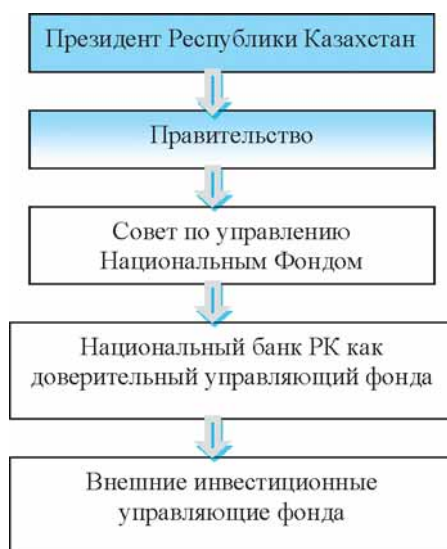 Президент Республики Казахстан
Правительство
Совет по управлению
Национальным Фондом
Национальный банк РК как
доверительный управляющий фонда
Внешние инвестиционные
управляющие фонда